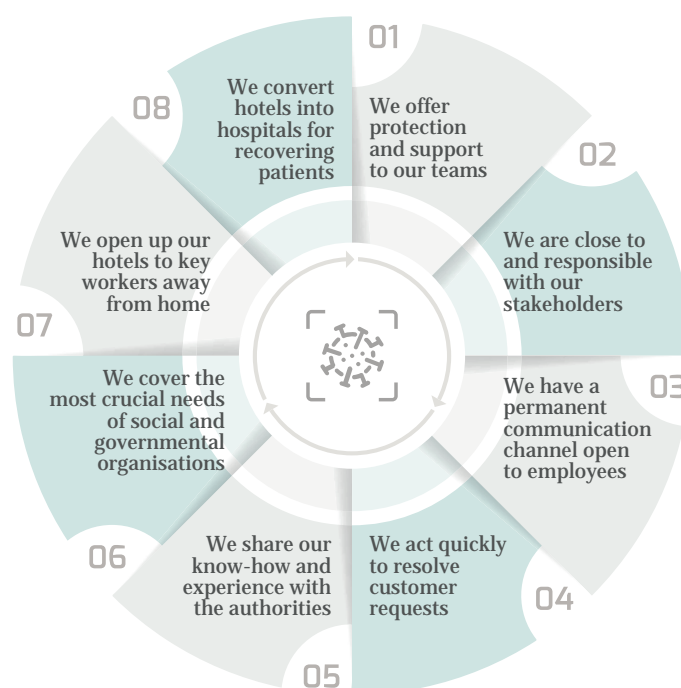 01
We offer
protection
and support
to our teams
02
We are close to
and responsible
with our
stakeholders
03
We have a
permanent
communication
channel open
to employees
04
We act quickly
to resolve
customer
requests
05
We share our
know-how and
experience with
the authorities
06
We cover the
most crucial needs
of social and
governmental
organisations
07
We open up our
hotels to key
workers away
from home
08
We convert
hotels into
hospitals for
recovering
patients